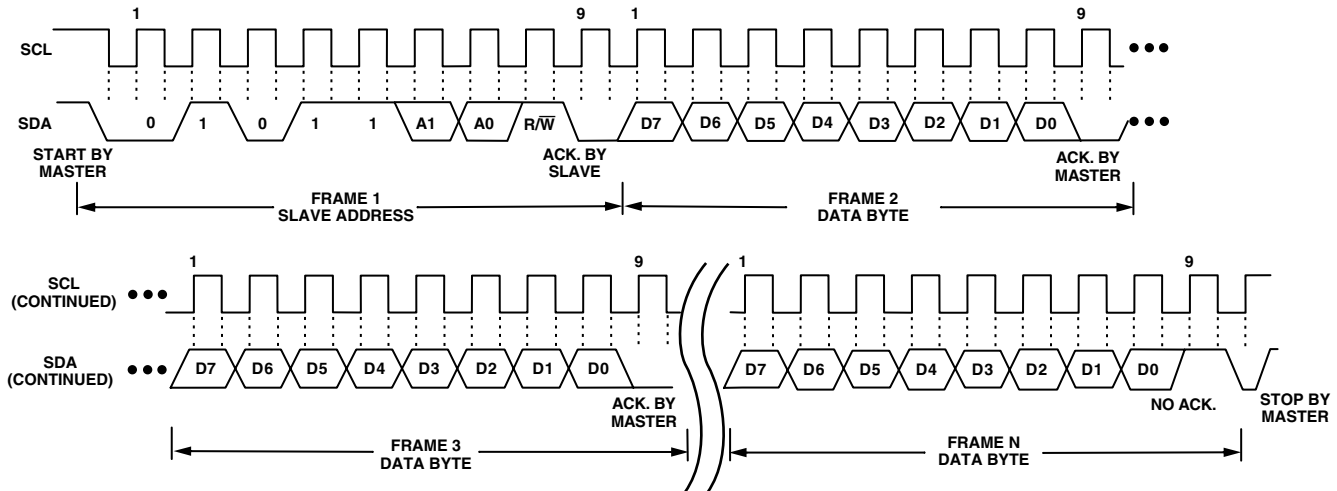 1 9 1 9
SCL
SDA 0 1 0 1 1 A1 A0 R/W̅ D7 D6 D5 D4 D3 D2 D1 D0
START BY
MASTER
ACK. BY
SLAVE
ACK. BY
MASTER
FRAME 1
SLAVE ADDRESS
FRAME 2
DATA BYTE
1 9 1 9
SCL
(CONTINUED)
SDA
(CONTINUED)
D7 D6 D5 D4 D3 D2 D1 D0 D7 D6 D5 D4 D3 D2 D1 D0
ACK. BY
MASTER
NO ACK.
STOP BY
MASTER
FRAME 3
DATA BYTE
FRAME N
DATA BYTE